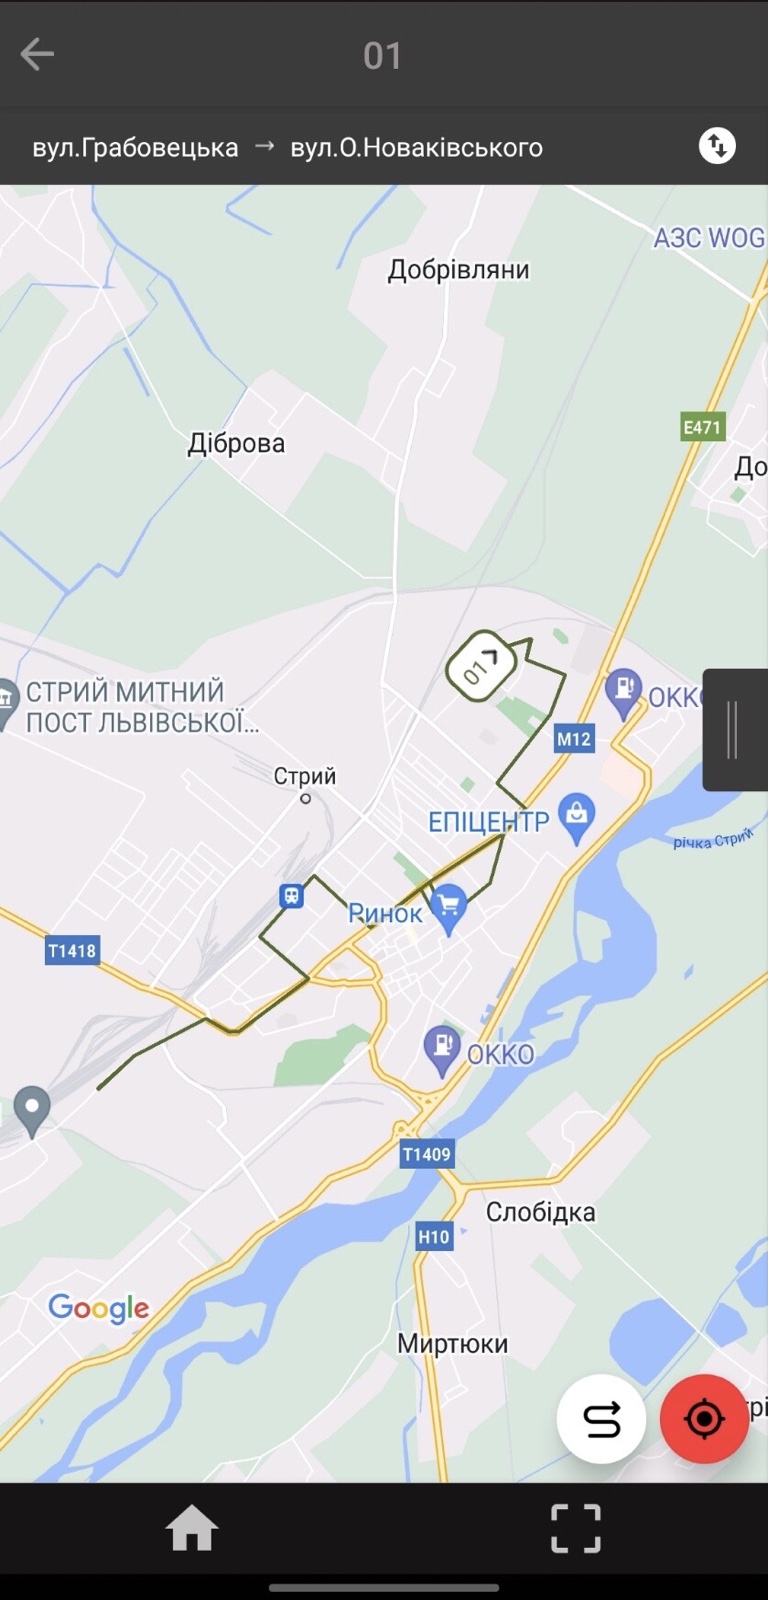 01
вул.Грабовецька → вул.О.Новаківського
АЗС WOG
Добрівляни
E471
Діброва
До
01
СТРИЙ МИТНИЙ
ПОСТ ЛЬВІВСЬКОЇ...
ОККО
M12
Стрий
ЕПІЦЕНТР
річка Стрий
Ринок
T1418
ОККО
T1409
Слобідка
H10
Google
Миртюки